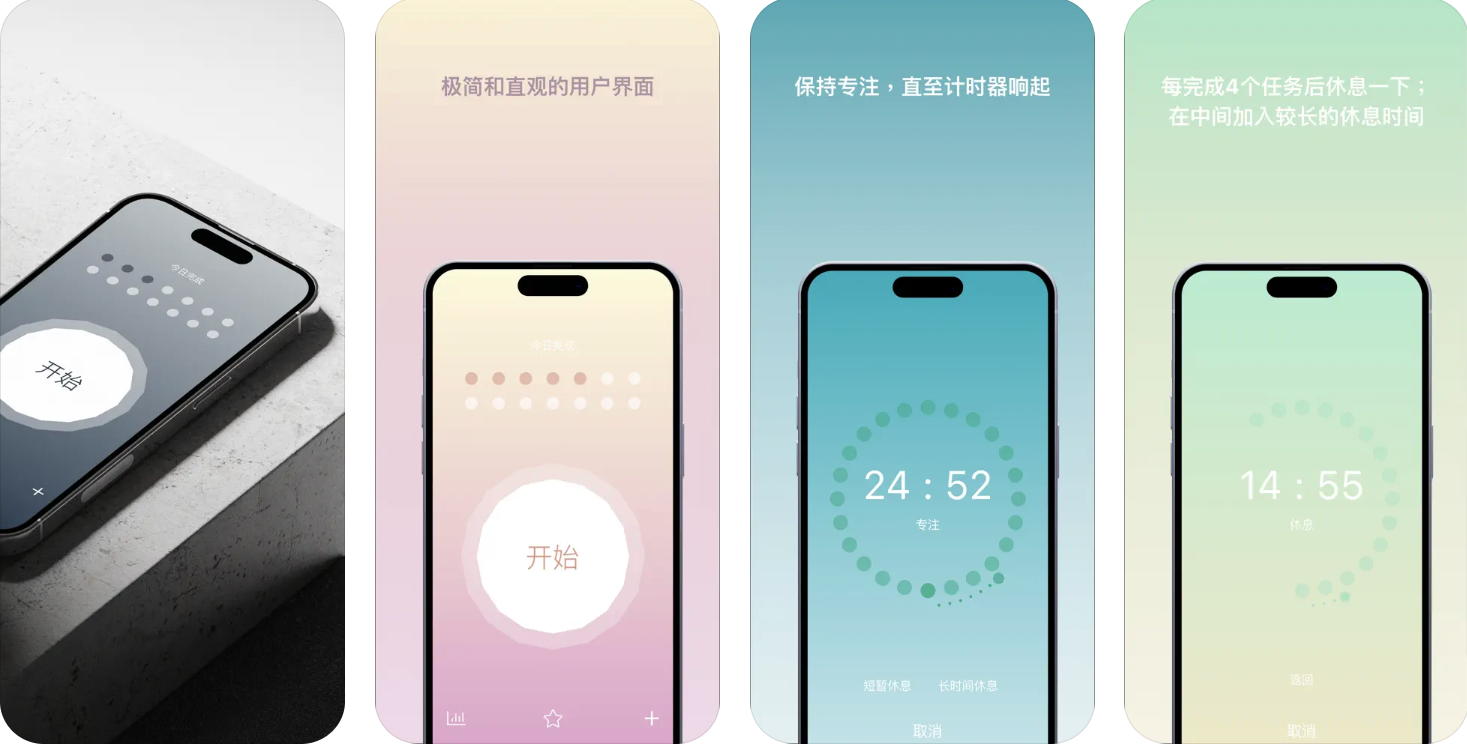 今日完成
开始
极简和直观的用户界面
今日完成
开始
保持专注，直至计时器响起
24 : 52
专注
短暂休息 长时间休息
取消
每完成4个任务后休息一下；
在中间加入较长的休息时间
14 : 55
休息
返回
取消